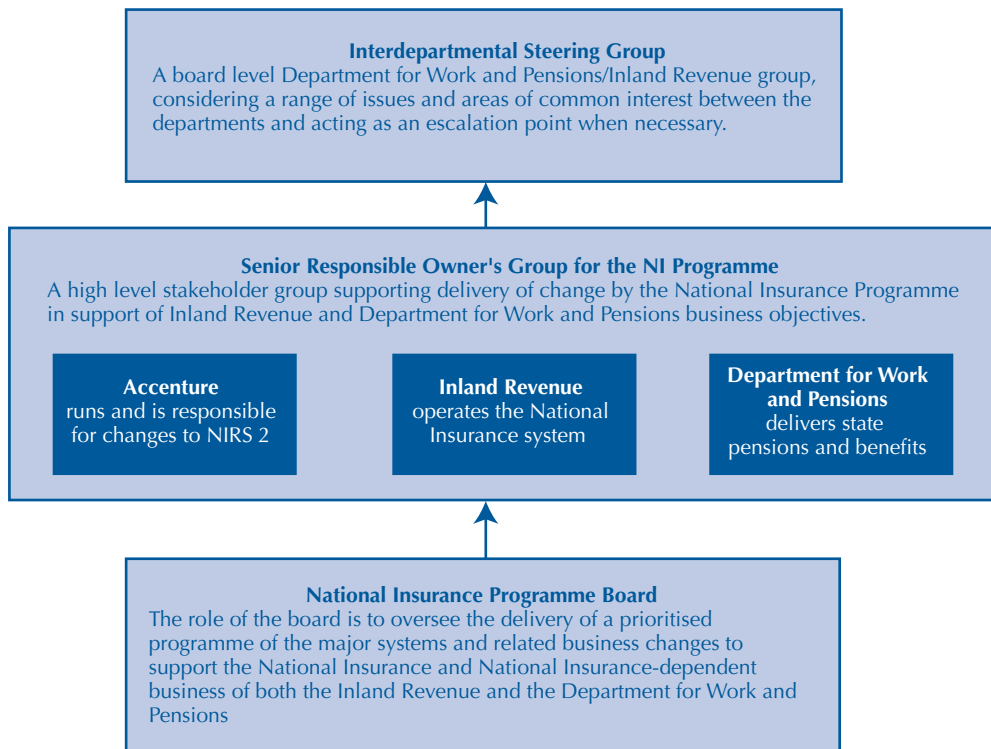 Interdepartmental Steering Group
A board level Department for Work and Pensions/Inland Revenue group,
considering a range of issues and areas of common interest between the
departments and acting as an escalation point when necessary.
Senior Responsible Owner's Group for the NI Programme
A high level stakeholder group supporting delivery of change by the National Insurance Programme
in support of Inland Revenue and Department for Work and Pensions business objectives.
Accenture
runs and is responsible
for changes to NIRS 2
Inland Revenue
operates the National
Insurance system
Department for Work
and Pensions
delivers state
pensions and benefits
National Insurance Programme Board
The role of the board is to oversee the delivery of a prioritised
programme of the major systems and related business changes to
support the National Insurance and National Insurance-dependent
business of both the Inland Revenue and the Department for Work and
Pensions